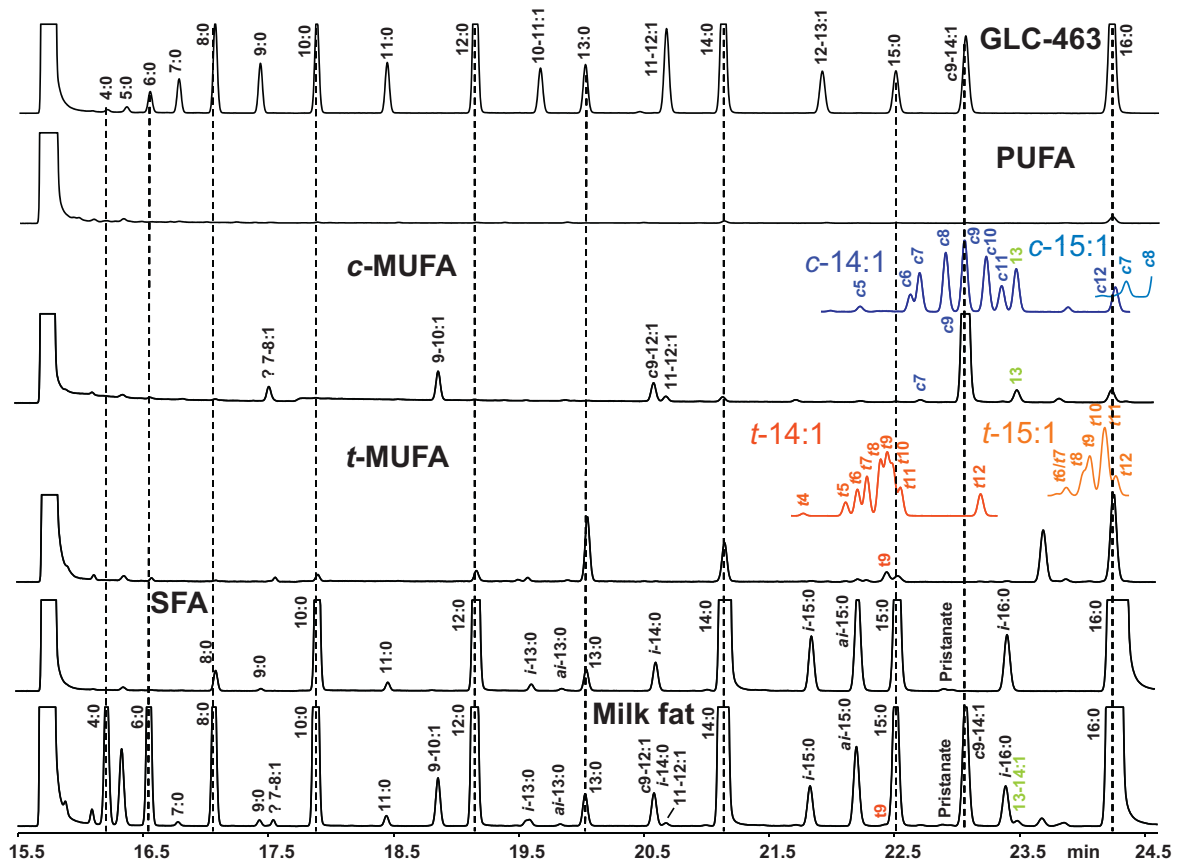 4:0
5:0
6:0
7:0
8:0
9:0
10:0
11:0
12:0
10-11:1
13:0
11-12:1
14:0
12-13:1
15:0
c9-14:1
GLC-463
16:0
PUFA
c-MUFA
? 7-8:1
9-10:1
c9-12:1
11-12:1
c-14:1
c5
c6
c7
c8
c9
c10
c11
13
c-15:1
c12
c7
c8
c9
c7
13
t-MUFA
t-14:1
t4
t5
t6
t7
t8
t9
t10
t11
t12
t-15:1
t6/t7
t8
t9
t10
t11
t12
t9
SFA
8:0
9:0
10:0
11:0
12:0
i-13:0
ai-13:0
13:0
i-14:0
14:0
i-15:0
ai-15:0
15:0
Pristanate
i-16:0
16:0
Milk fat
4:0
6:0
7:0
8:0
9:0
? 7-8:1
10:0
11:0
9-10:1
12:0
i-13:0
ai-13:0
13:0
c9-12:1
i-14:0
11-12:1
14:0
i-15:0
ai-15:0
t9
15:0
Pristanate
c9-14:1
i-16:0
13-14:1
16:0
15.5 16.5 17.5 18.5 19.5 20.5 21.5 22.5 23.5 min 24.5